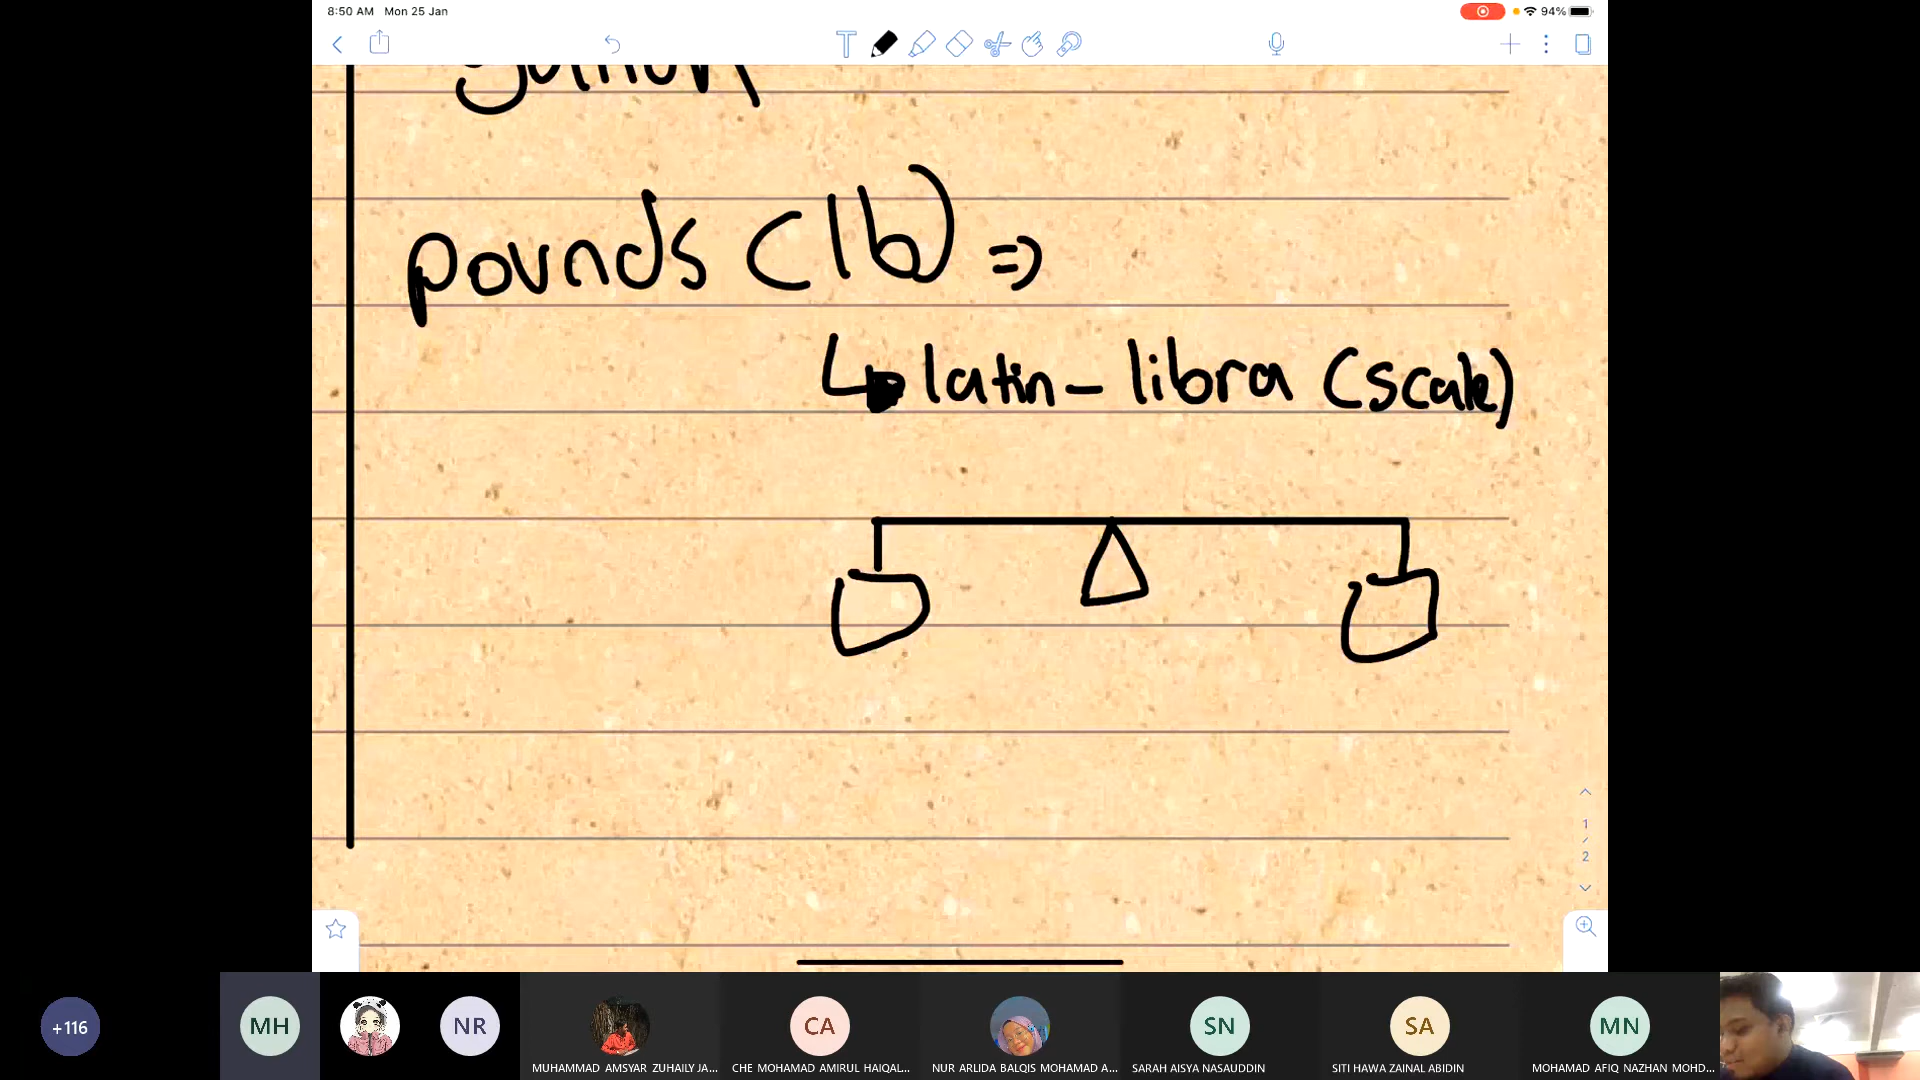 8:50 AM Mon 25 Jan
94%
T
pounds (lb) =>
latin - libra (scale)
1
/
2
+116
MH
NR
CA
SN
SA
MN
MUHAMMAD AMSYAR ZUHAILY JA...
CHE MOHAMAD AMIRUL HAIQAL...
NUR ARLIDA BALQIS MOHAMAD A...
SARAH AISYA NASAUDDIN
SITI HAWA ZAINAL ABIDIN
MOHAMAD AFIQ NAZHAN MOHD...